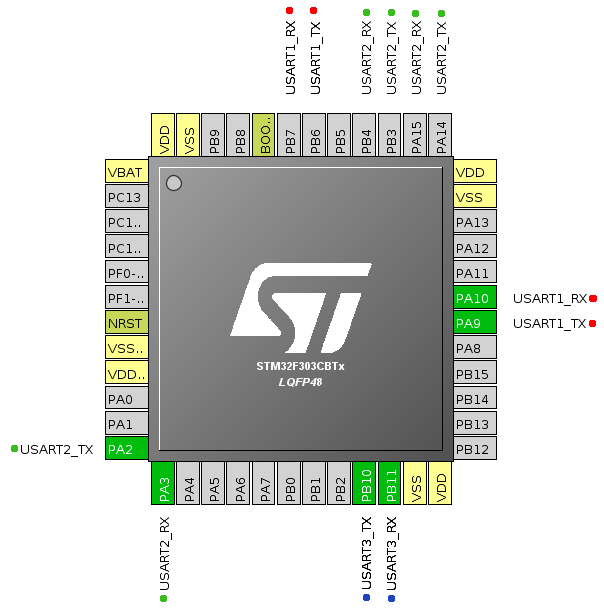 USART1_RX
USART1_TX
USART2_RX
USART2_TX
USART2_RX
USART2_TX
VDD
VSS
PB9
PB8
BOO..
PB7
PB6
PB5
PB4
PB3
PA15
PA14
VBAT
PC13
PC1..
PC1..
PF0-..
PF1-..
NRST
VSS..
VDD..
PA0
PA1
USART2_TX PA2
VDD
VSS
PA13
PA12
PA11
PA10 USART1_RX
PA9 USART1_TX
PA8
PB15
PB14
PB13
PB12
ST
STM32F303CBTx
LQFP48
PA3
PA4
PA5
PA6
PA7
PB0
PB1
PB2
PB10
PB11
VSS
VDD
USART2_RX
USART3_TX
USART3_RX